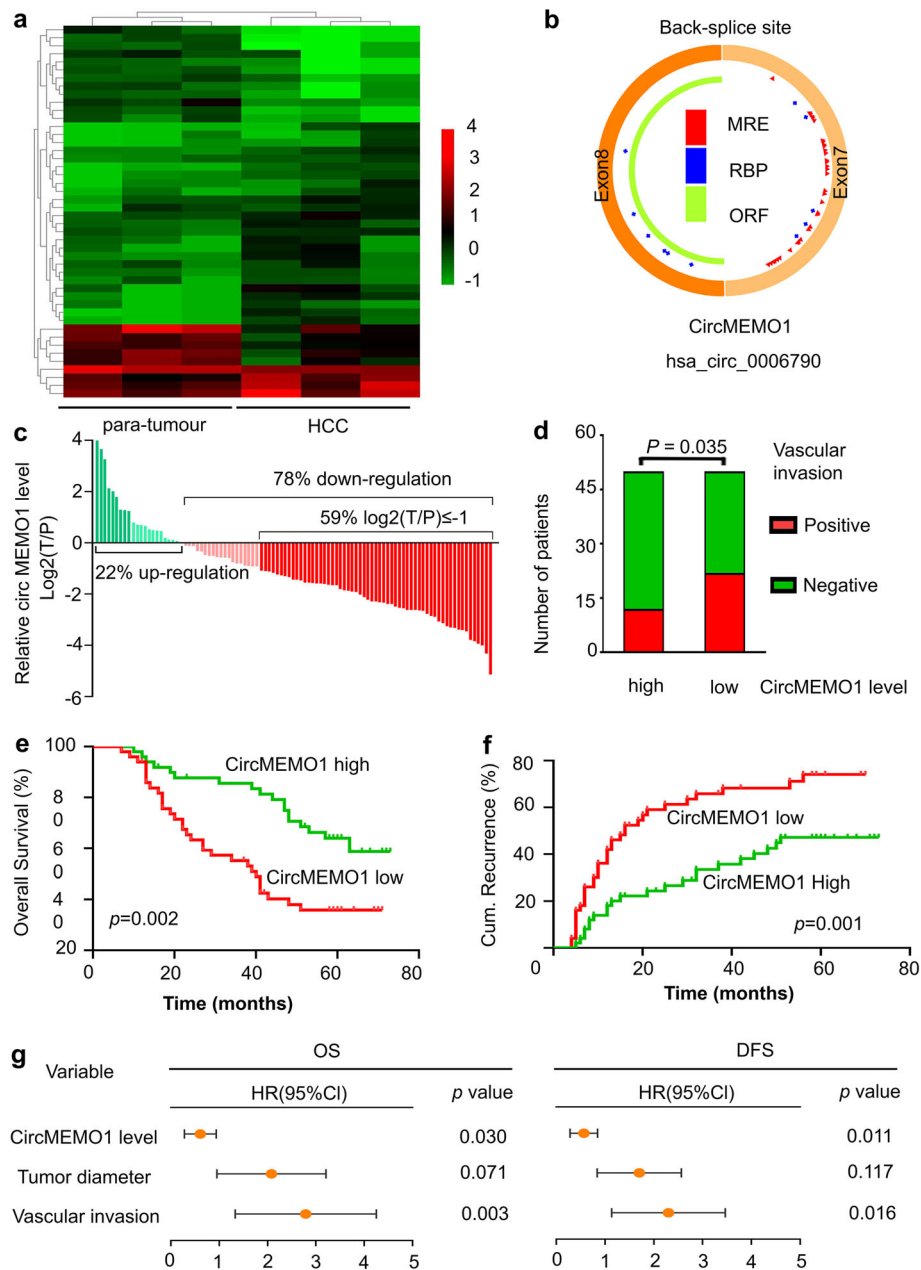 a
4
3
2
1
0
-1
para-tumour
HCC
b
Back-splice site
Exon8
Exon7
MRE
RBP
ORF
CircMEMO1
hsa_circ_0006790
c
Relative circ MEMO1 level
Log2(T/P)
4
2
0
-2
-4
-6
78% down-regulation
59% log2(T/P)≤-1
22% up-regulation
d
Number of patients
60
45
30
15
0
P = 0.035
Vascular
invasion
Positive
Negative
high
low
CircMEMO1 level
e
Overall Survival (%)
100
8
0
6
0
4
0
20
CircMEMO1 high
CircMEMO1 low
p=0.002
0
20
40
60
80
Time (months)
f
Cum. Recurrence (%)
80
60
40
20
0
CircMEMO1 low
CircMEMO1 High
p=0.001
20
40
60
80
Time (months)
g
Variable
OS
DFS
HR(95%Cl)
p value
HR(95%Cl)
p value
CircMEMO1 level
0.030
0.011
Tumor diameter
0.071
0.117
Vascular invasion
0.003
0.016
0 1 2 3 4 5
0 1 2 3 4 5